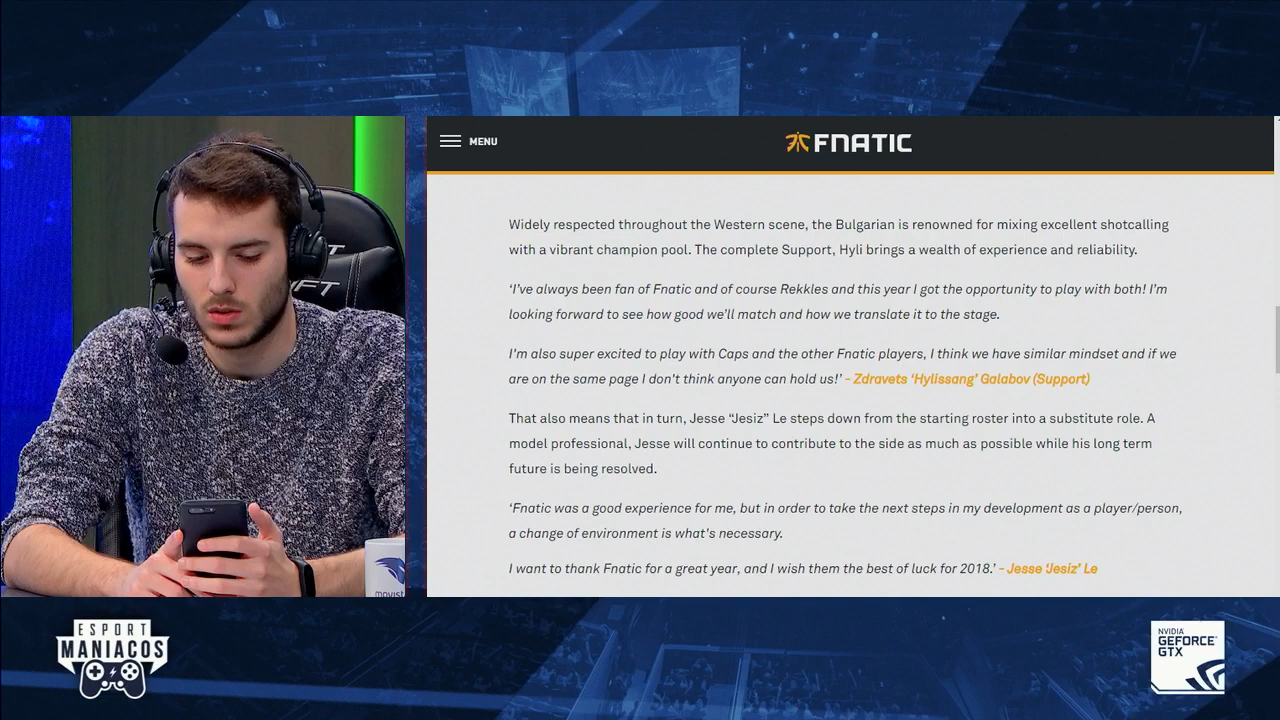 MENU
FNATIC
Widely respected throughout the Western scene, the Bulgarian is renowned for mixing excellent shotcalling
with a vibrant champion pool. The complete Support, Hyli brings a wealth of experience and reliability.
‘I’ve always been fan of Fnatic and of course Rekkles and this year I got the opportunity to play with both! I’m
looking forward to see how good we’ll match and how we translate it to the stage.
I'm also super excited to play with Caps and the other Fnatic players, I think we have similar mindset and if we
are on the same page I don't think anyone can hold us!’ - Zdravets ‘Hylissang’ Galabov (Support)
That also means that in turn, Jesse “Jesiz” Le steps down from the starting roster into a substitute role. A
model professional, Jesse will continue to contribute to the side as much as possible while his long term
future is being resolved.
‘Fnatic was a good experience for me, but in order to take the next steps in my development as a player/person,
a change of environment is what's necessary.
I want to thank Fnatic for a great year, and I wish them the best of luck for 2018.’ - Jesse ‘Jesiz’ Le
ESPORT
MANIACOS
NVIDIA
GEFORCE
GTX